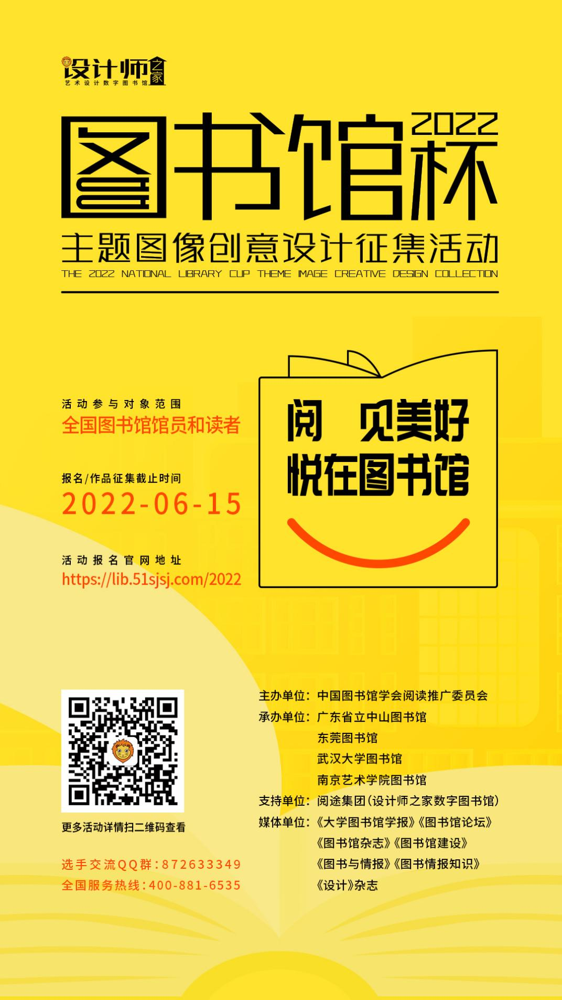 设计师之家
艺术设计数字图书馆
图书馆杯2022
主题图像创意设计征集活动
THE 2022 NATIONAL LIBRARY CUP THEME IMAGE CREATIVE DESIGN COLLECTION
阅 见美好
悦在图书馆
活动参与对象范围
全国图书馆馆员和读者
报名/作品征集截止时间
2022-06-15
活动报名官网地址
https://lib.51sjsj.com/2022
更多活动详情扫二维码查看
选手交流QQ群:872633349
全国服务热线:400-881-6535
主办单位:中国图书馆学会阅读推广委员会
承办单位:广东省立中山图书馆
东莞图书馆
武汉大学图书馆
南京艺术学院图书馆
支持单位:阅途集团(设计师之家数字图书馆)
媒体单位:《大学图书馆学报》《图书馆论坛》
《图书馆杂志》《图书馆建设》
《图书与情报》《图书情报知识》
《设计》杂志